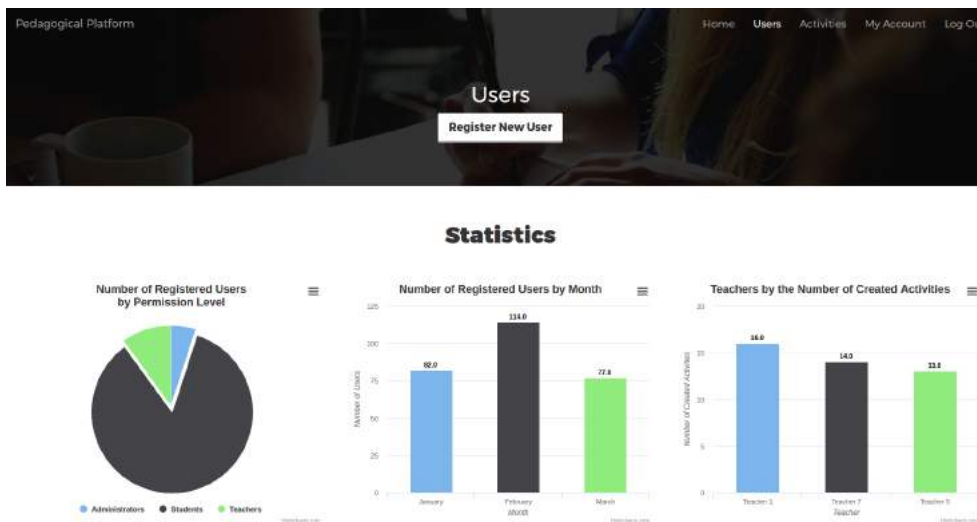 Pedagogical Platform
Home Users Activities My Account Log Ou
Users
Register New User
Statistics
Number of Registered Users
by Permission Level
Administrators Students Teachers
Number of Registered Users by Month
125
100
75
50
25
0
Number of Users
82.0
114.0
77.0
January February March
Month
Teachers by the Number of Created Activities
20
15
10
5
0
Number of Created Activities
16.0
14.0
13.0
Teacher 1 Teacher 7
Teacher